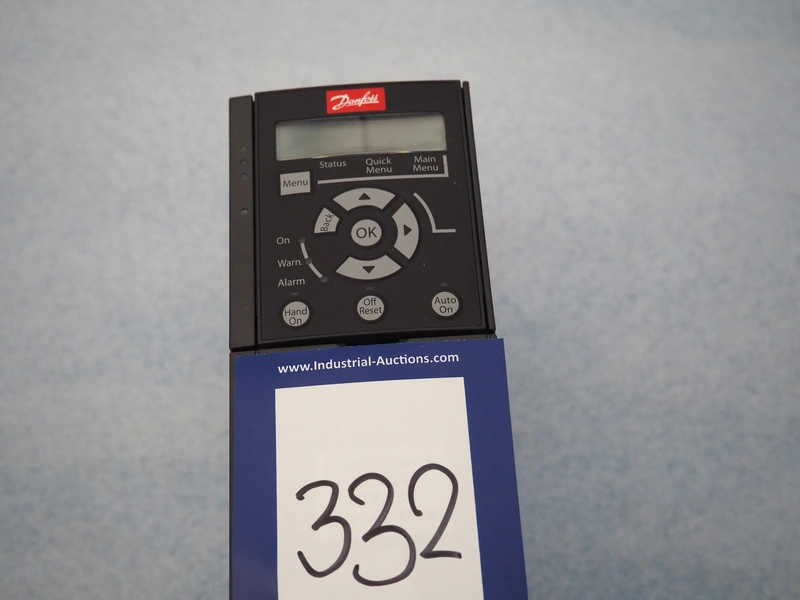 Danfoss
Status Quick Menu Main Menu
Menu
Back
OK
On
Warn.
Alarm
Hand On
Off Reset
Auto On
www.Industrial-Auctions.com
332